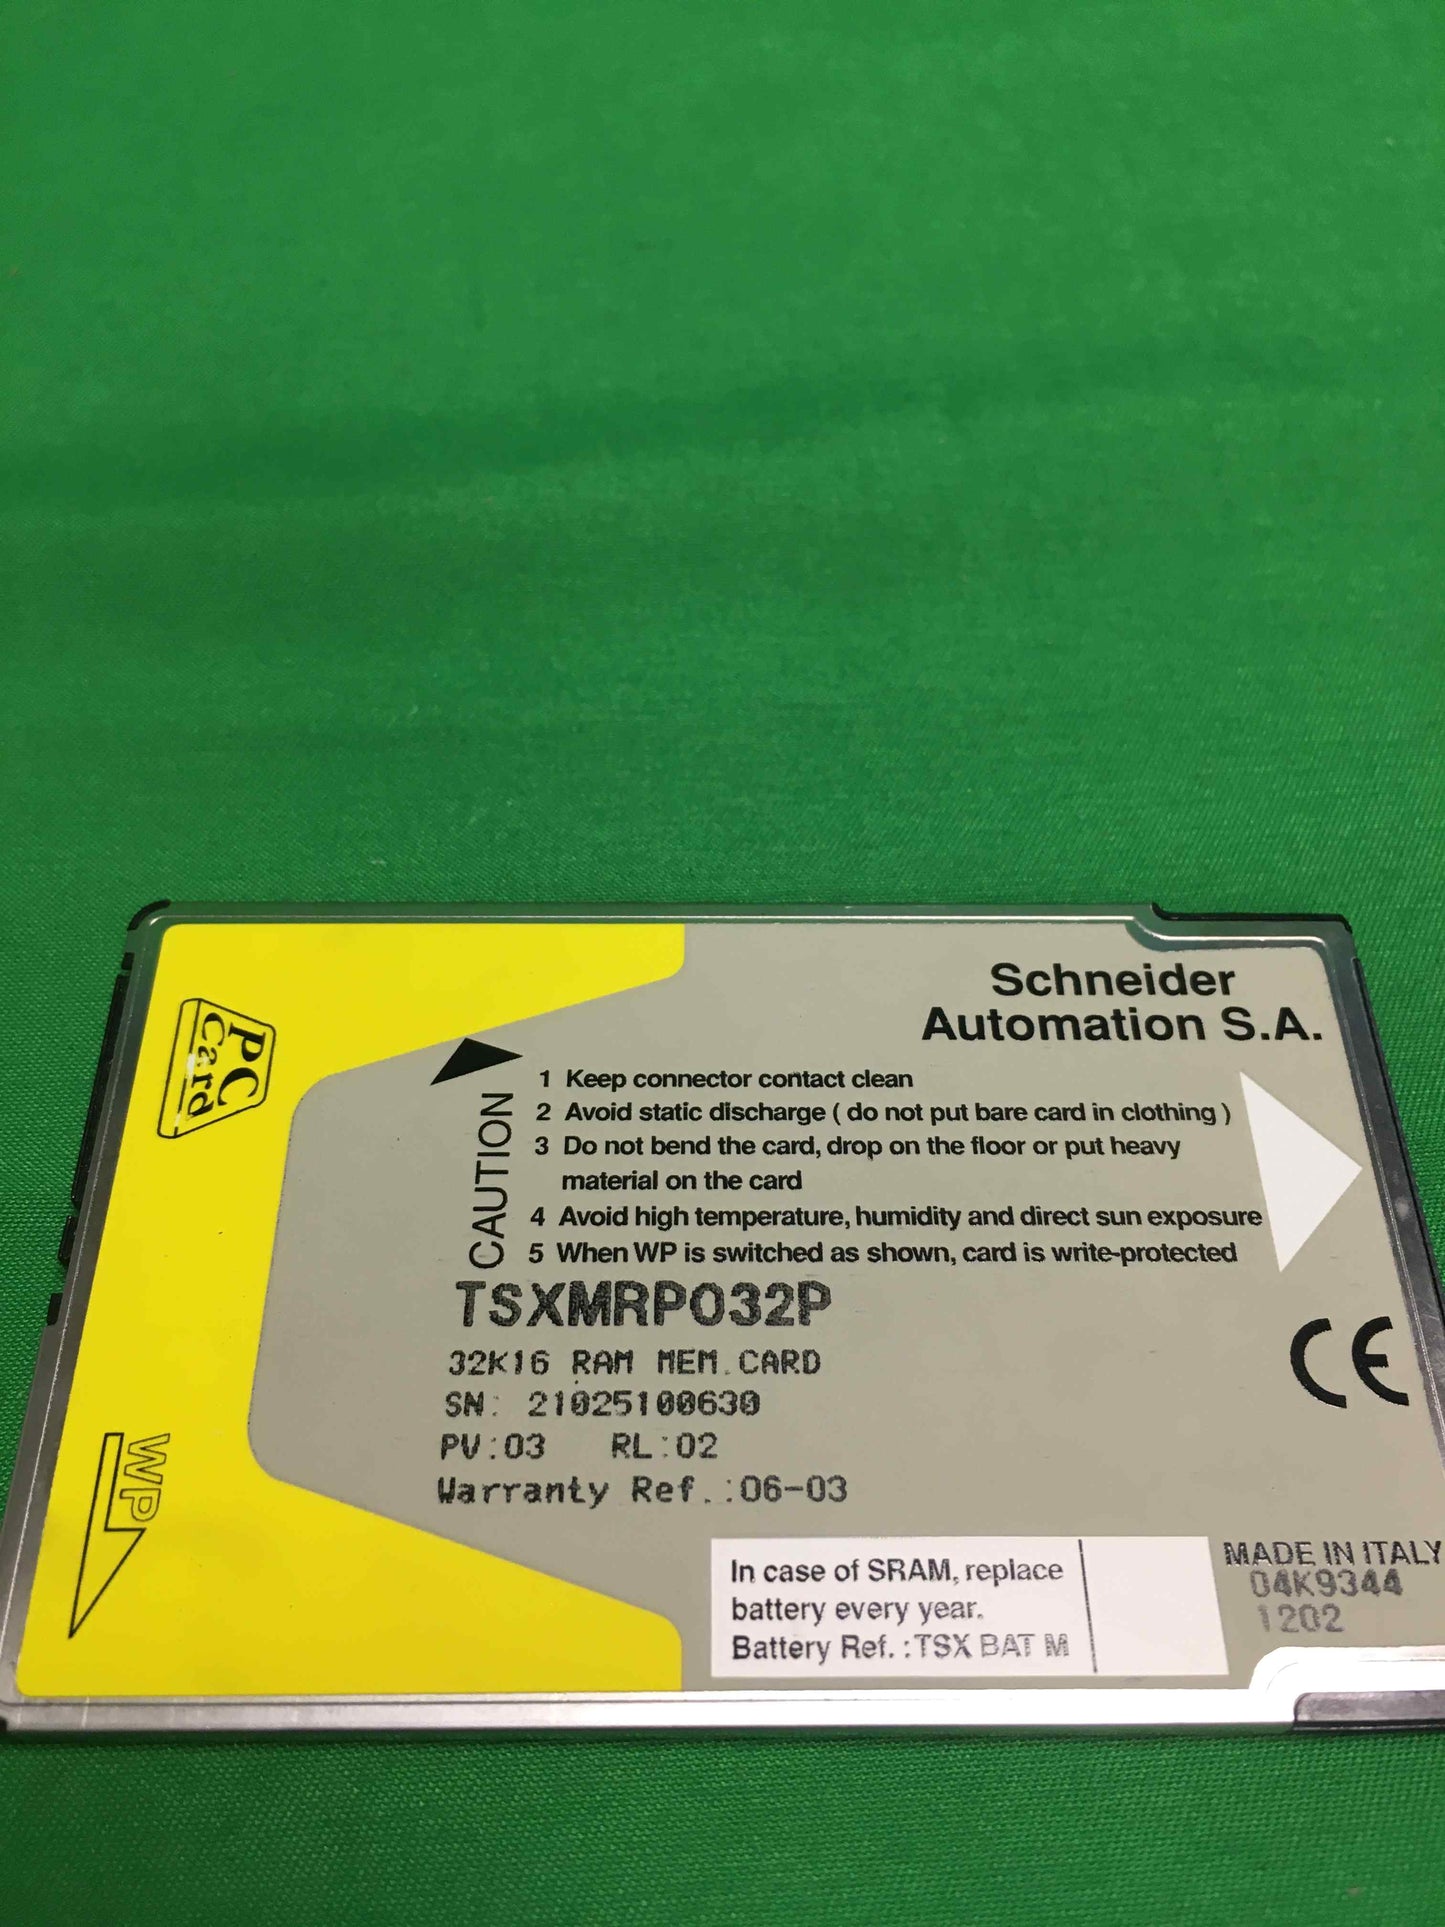 Schneider
Automation S.A.
PC
Card
CAUTION
1 Keep connector contact clean
2 Avoid static discharge ( do not put bare card in clothing )
3 Do not bend the card, drop on the floor or put heavy
material on the card
4 Avoid high temperature, humidity and direct sun exposure
5 When WP is switched as shown, card is write-protected
TSXMRP032P
32K16 RAM MEM.CARD
SN: 21025100630
PV:03 RL:02
Warranty Ref.:06-03
CE
WP
In case of SRAM, replace
battery every year.
Battery Ref. : TSX BAT M
MADE IN ITALY
04K9344
1202